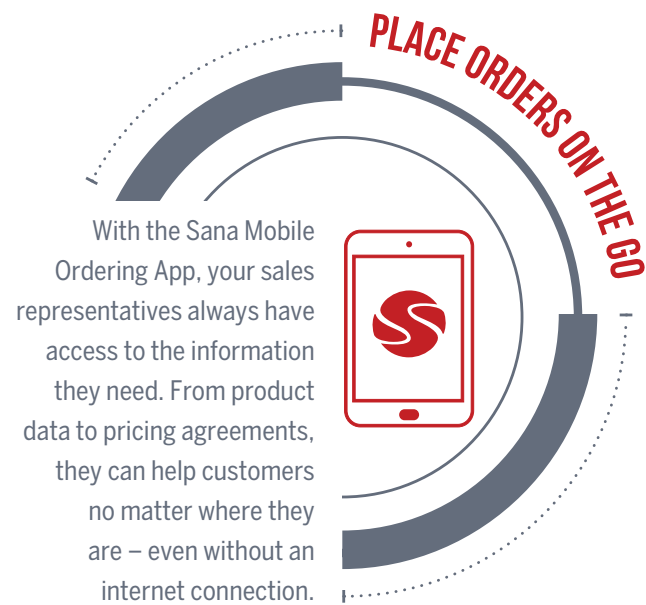 PLACE ORDERS ON THE GO
With the Sana Mobile
Ordering App, your sales
representatives always have
access to the information
they need. From product
data to pricing agreements,
they can help customers
no matter where they
are – even without an
internet connection.